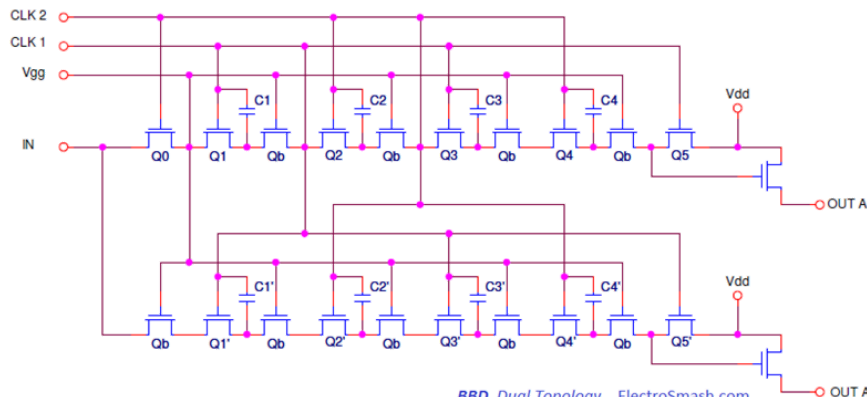 CLK 2
CLK 1
Vgg
C1 C2 C3 C4 Vdd
IN
Q0 Q1 Qb Q2 Qb Q3 Qb Q4 Qb Q5
OUT A
C1' C2' C3' C4' Vdd
Qb Q1' Qb Q2' Qb Q3' Qb Q4' Qb Q5'
BBD Dual Topology ElectroSmash.com
OUT A